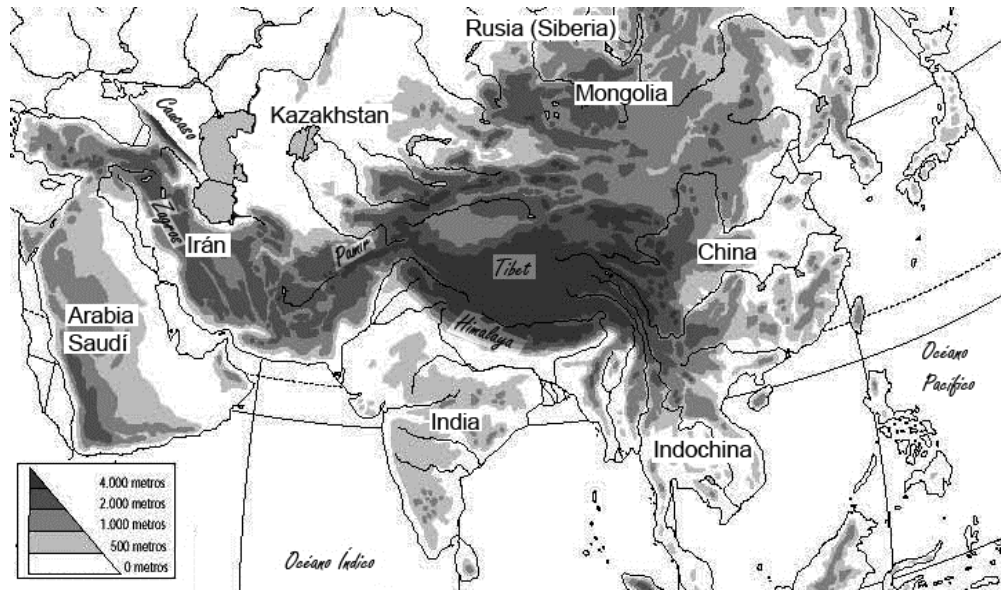 Rusia (Siberia)
Mongolia
Kazakhstan
Caucaso
Zagros
Irán
Pamir
Tibet
China
Arabia
Saudí
Himalaya
India
Indochina
Océano
Pacífico
Océano Índico
4.000 metros
2.000 metros
1.000 metros
500 metros
0 metros